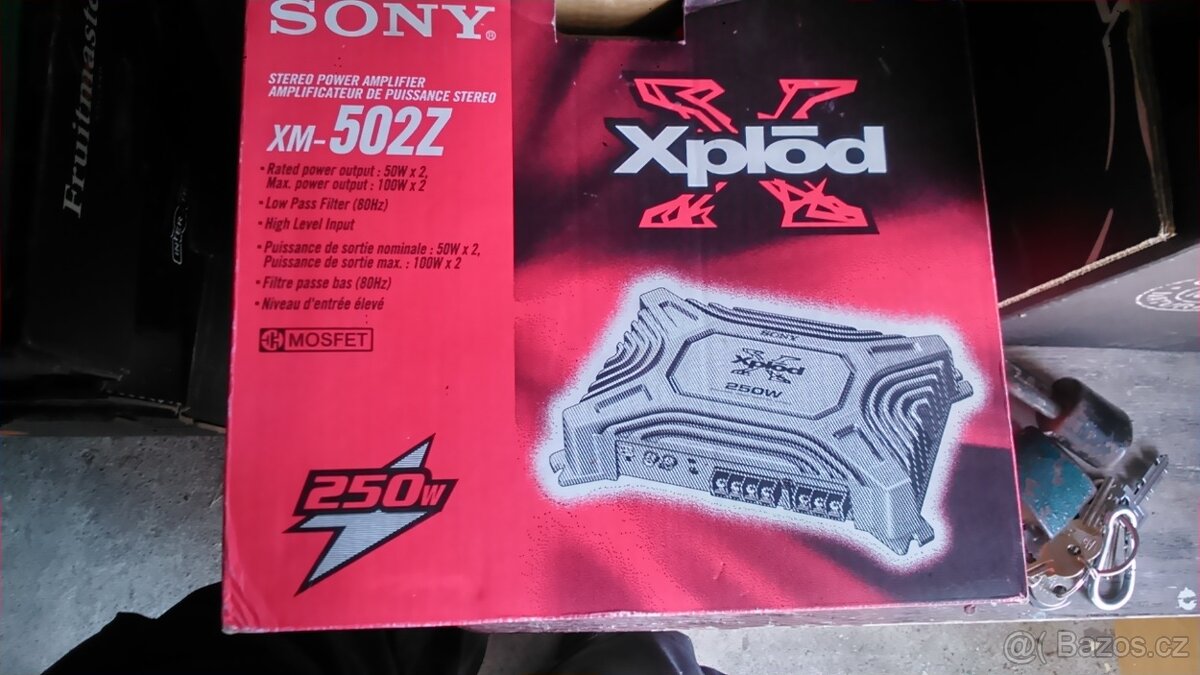 SONY®
STEREO POWER AMPLIFIER
AMPLIFICATEUR DE PUISSANCE STEREO
XM-502Z
• Rated power output : 50W x 2,
Max. power output : 100W x 2
• Low Pass Filter (80Hz)
• High Level Input
• Puissance de sortie nominale : 50W x 2,
Puissance de sortie max. : 100W x 2
• Filtre passe bas (80Hz)
• Niveau d'entrée élevé
MOSFET
250W
Xplōd
SONY
Xplōd
250W
Fruitmaste
INTER
@( Bazos.cz